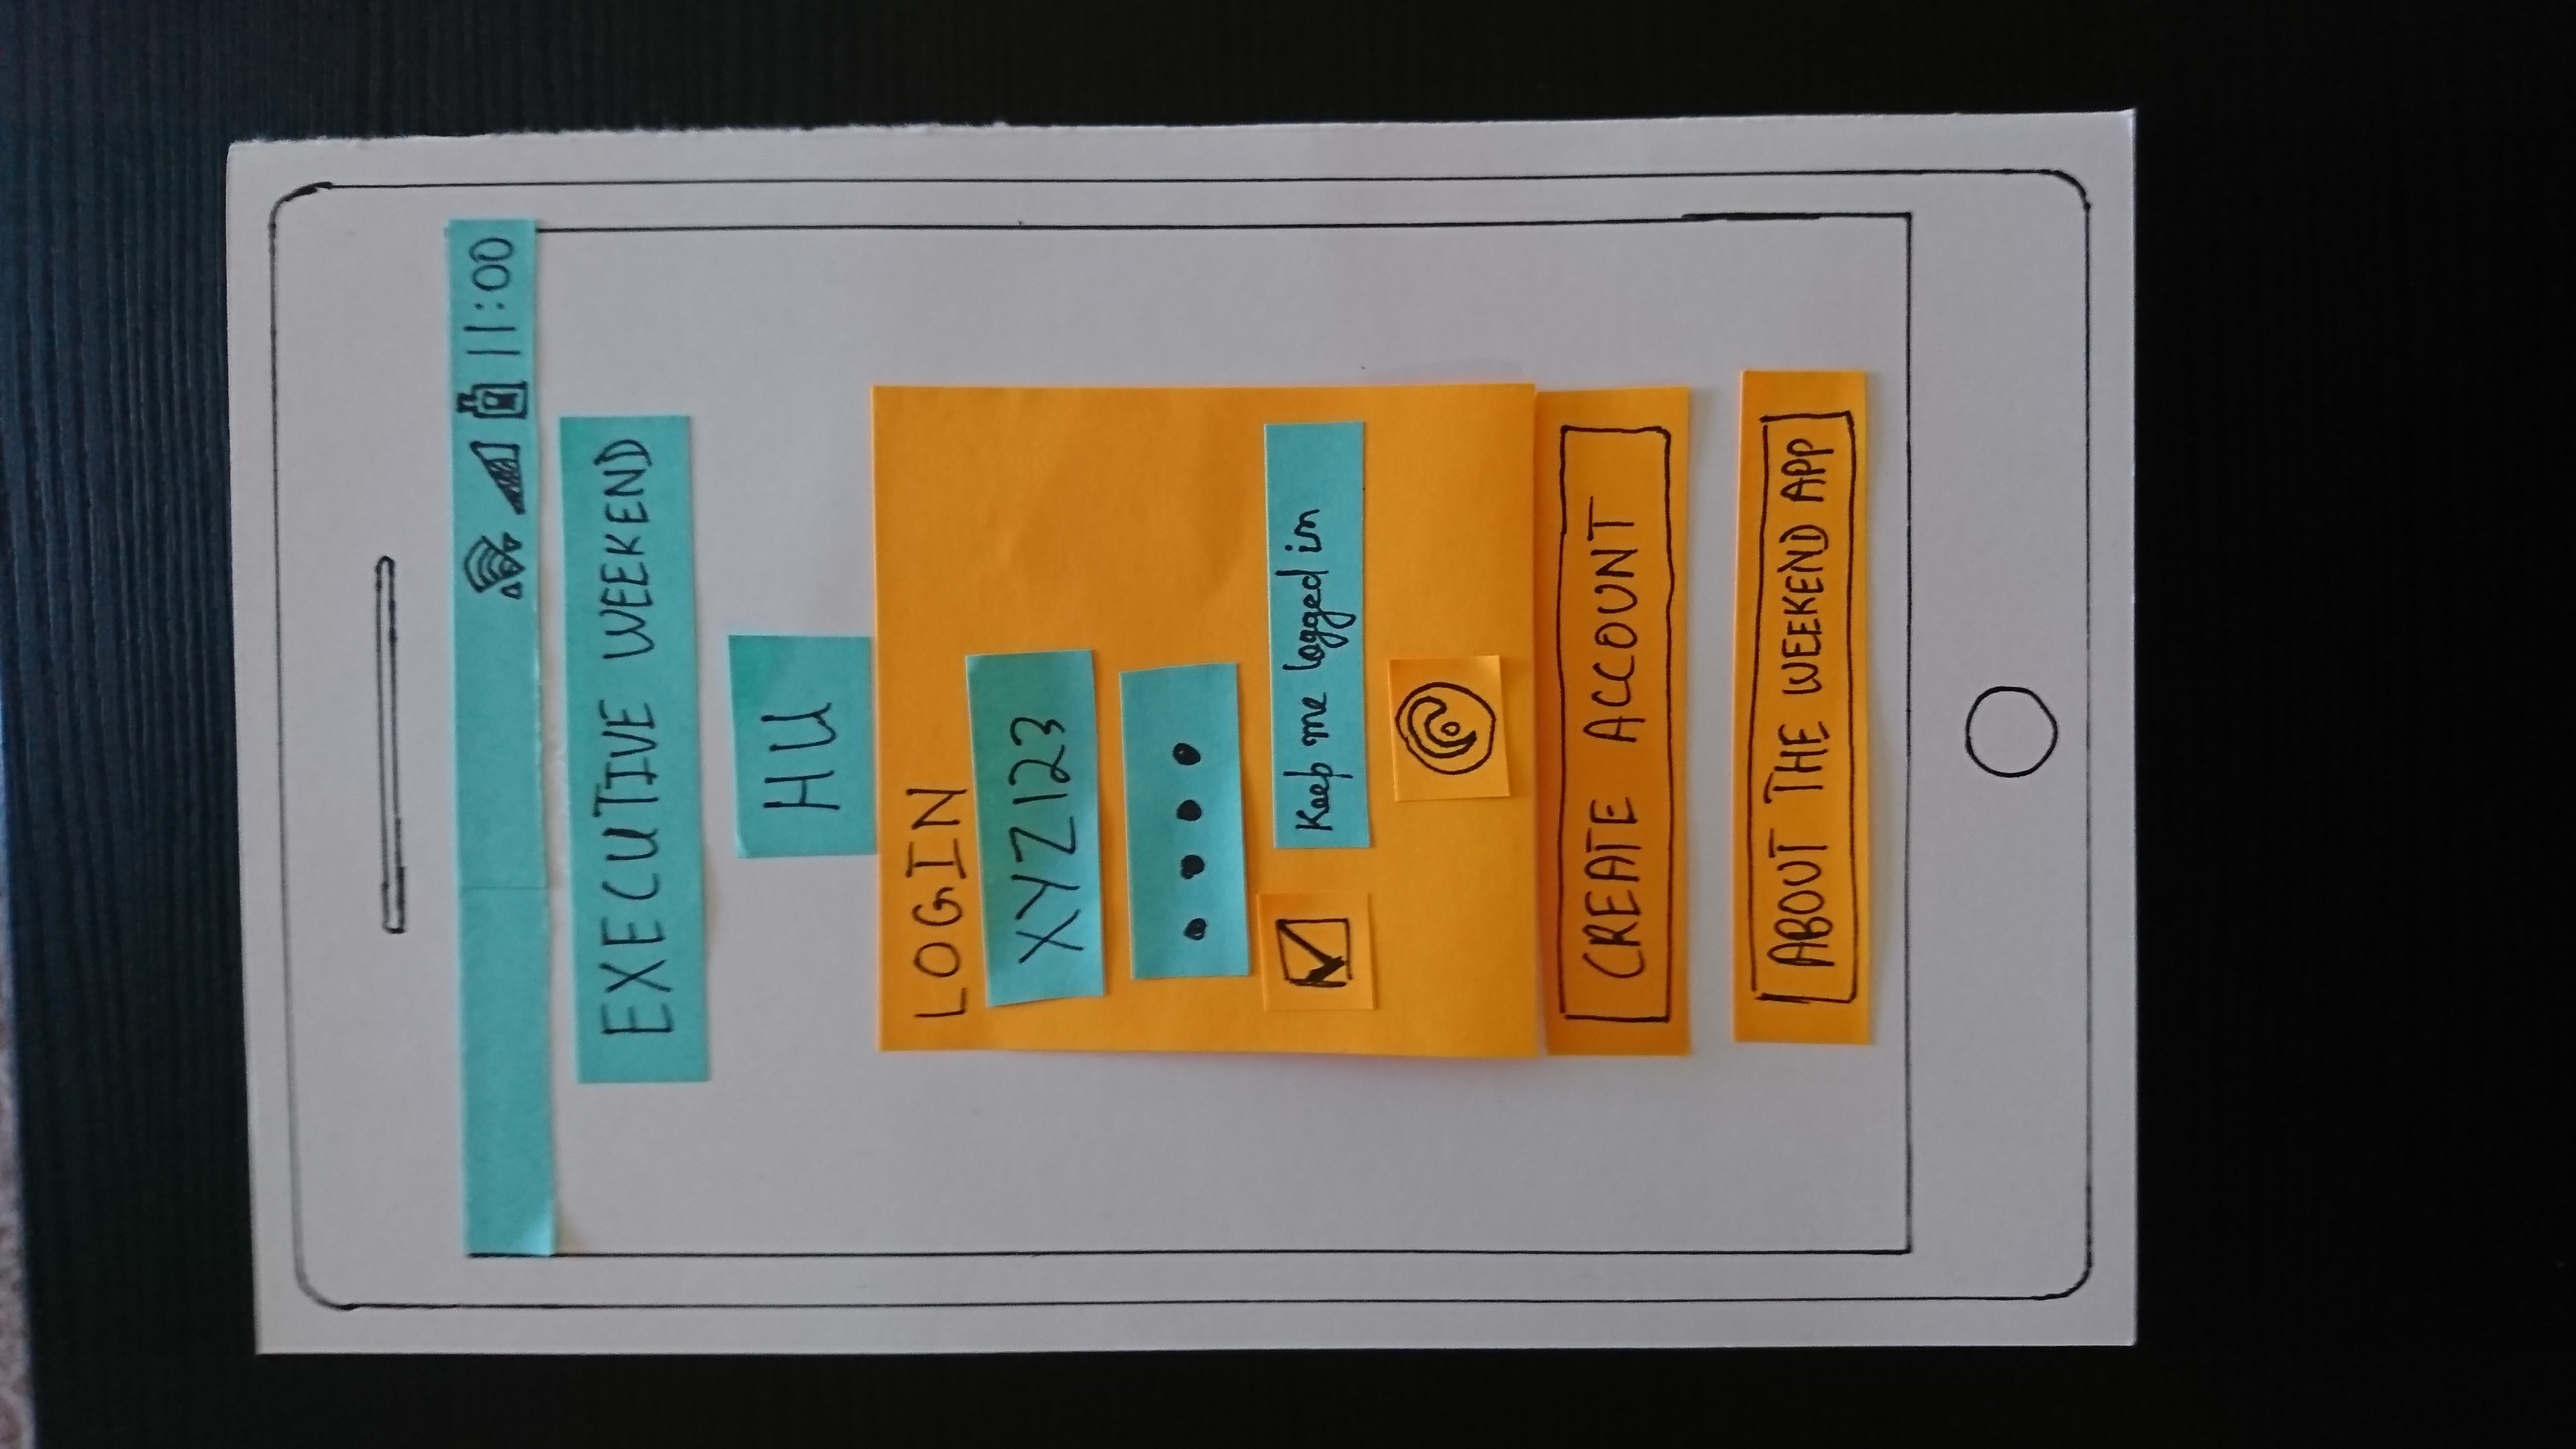 11:00
EXECUTIVE WEEKEND
HU
LOGIN
XYZ123
Keep me logged in
CREATE ACCOUNT
ABOUT THE WEEKEND APP